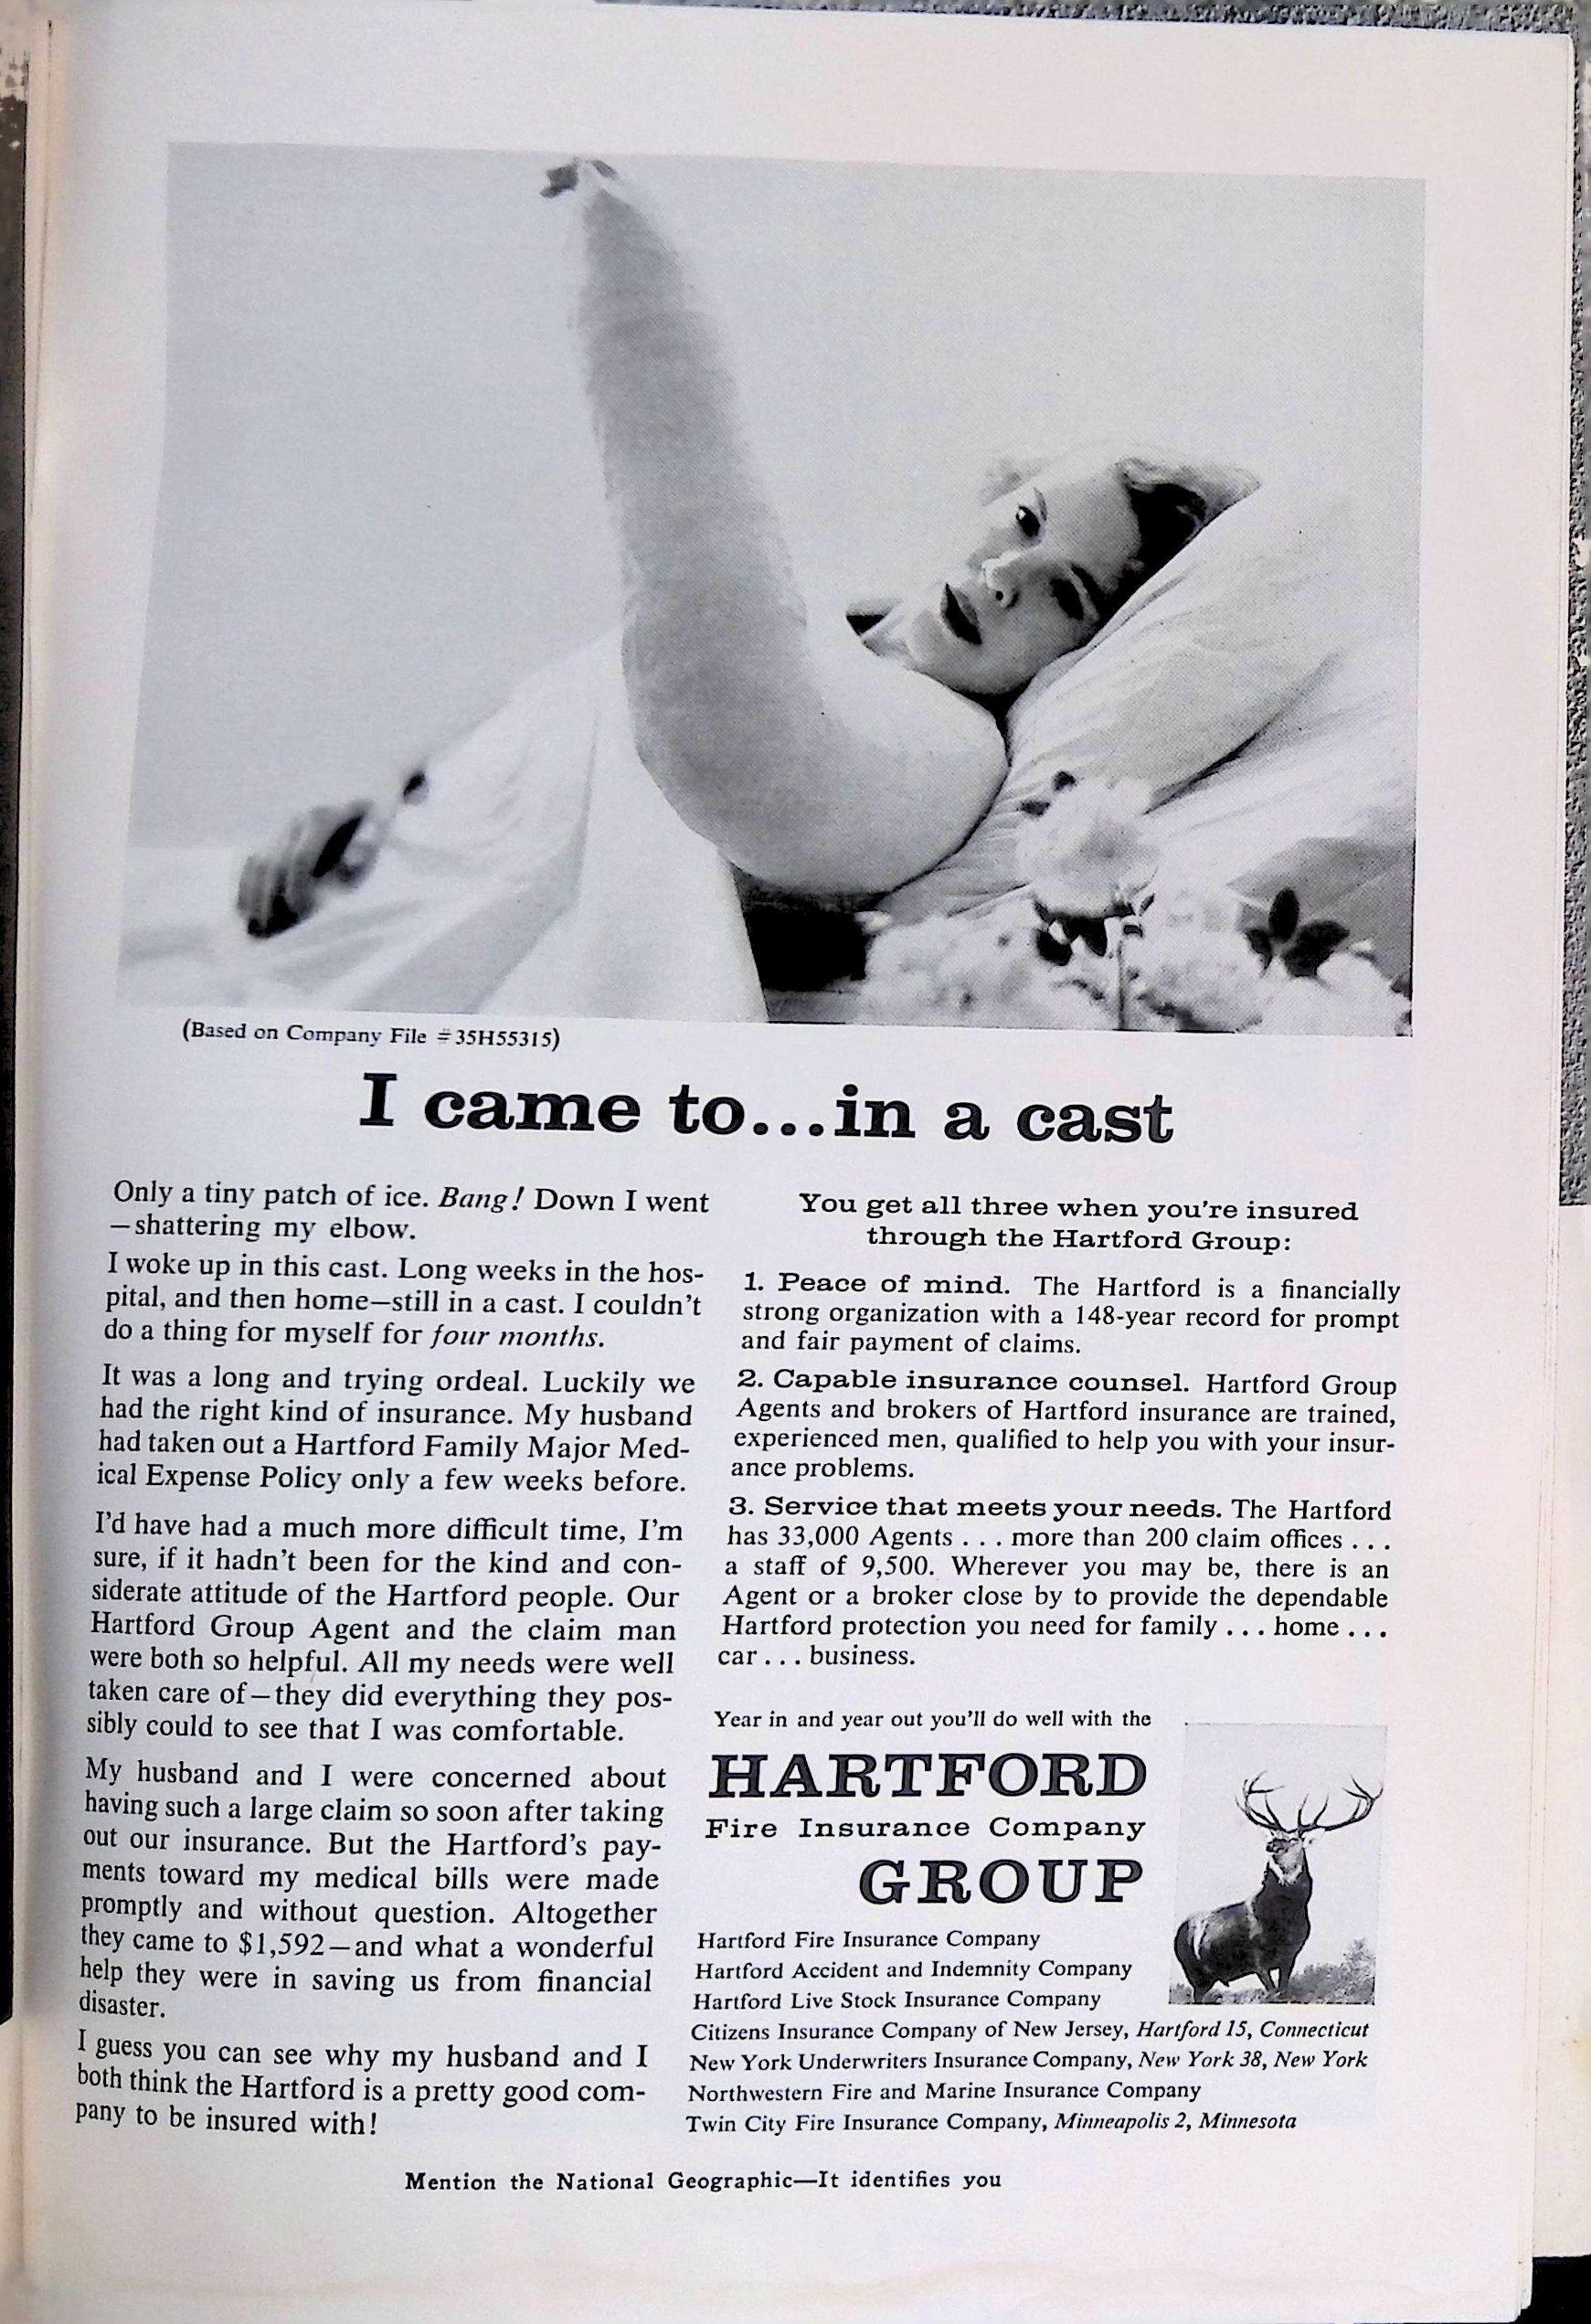 (Based on Company File #35H55315)
I came to...in a cast
Only a tiny patch of ice. Bang! Down I went
—shattering my elbow.
I woke up in this cast. Long weeks in the hos-
pital, and then home—still in a cast. I couldn't
do a thing for myself for four months.
It was a long and trying ordeal. Luckily we
had the right kind of insurance. My husband
had taken out a Hartford Family Major Med-
ical Expense Policy only a few weeks before.
I'd have had a much more difficult time, I'm
sure, if it hadn't been for the kind and con-
siderate attitude of the Hartford people. Our
Hartford Group Agent and the claim man
were both so helpful. All my needs were well
taken care of—they did everything they pos-
sibly could to see that I was comfortable.
My husband and I were concerned about
having such a large claim so soon after taking
out our insurance. But the Hartford's pay-
ments toward my medical bills were made
promptly and without question. Altogether
they came to $1,592—and what a wonderful
help they were in saving us from financial
disaster.
I guess you can see why my husband and I
both think the Hartford is a pretty good com-
pany to be insured with!
You get all three when you're insured
through the Hartford Group:
1. Peace of mind. The Hartford is a financially
strong organization with a 148-year record for prompt
and fair payment of claims.
2. Capable insurance counsel. Hartford Group
Agents and brokers of Hartford insurance are trained,
experienced men, qualified to help you with your insur-
ance problems.
3. Service that meets your needs. The Hartford
has 33,000 Agents . . . more than 200 claim offices . . .
a staff of 9,500. Wherever you may be, there is an
Agent or a broker close by to provide the dependable
Hartford protection you need for family . . . home . . .
car . . . business.
Year in and year out you'll do well with the
HARTFORD
Fire Insurance Company
GROUP
Hartford Fire Insurance Company
Hartford Accident and Indemnity Company
Hartford Live Stock Insurance Company
Citizens Insurance Company of New Jersey, Hartford 15, Connecticut
New York Underwriters Insurance Company, New York 38, New York
Northwestern Fire and Marine Insurance Company
Twin City Fire Insurance Company, Minneapolis 2, Minnesota
Mention the National Geographic—It identifies you